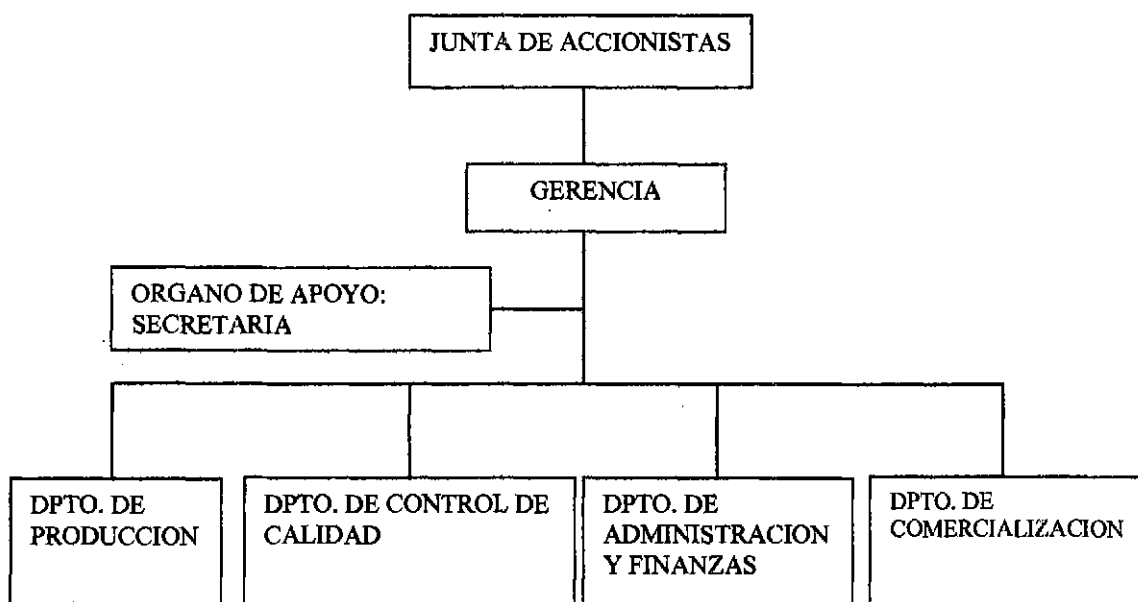 JUNTA DE ACCIONISTAS
GERENCIA
ORGANO DE APOYO:
SECRETARIA
DPTO. DE
PRODUCCION
DPTO. DE CONTROL DE
CALIDAD
DPTO. DE
ADMINISTRACION
Y FINANZAS
DPTO. DE
COMERCIALIZACION